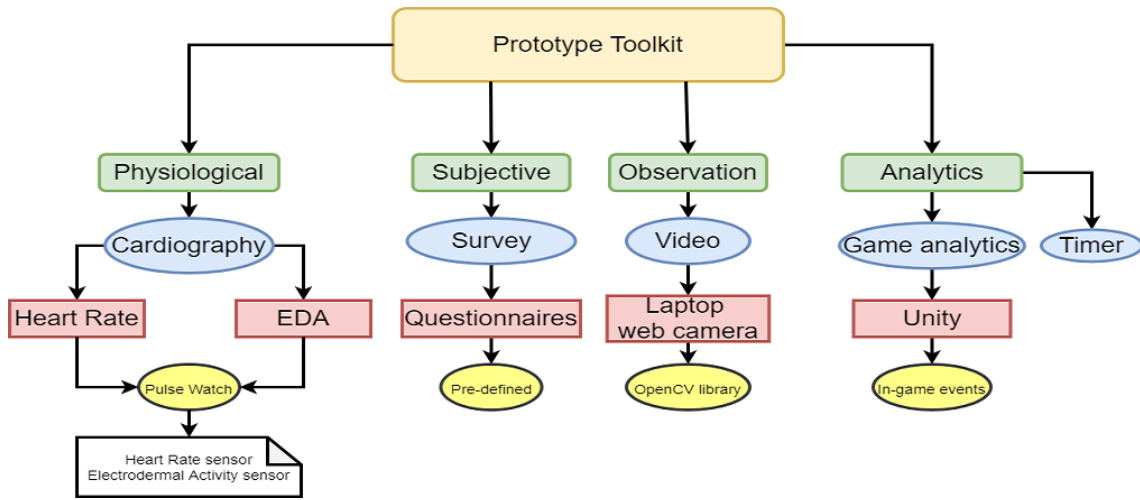 Prototype Toolkit
Physiological
Subjective
Observation
Analytics
Cardiography
Survey
Video
Game analytics
Timer
Heart Rate
EDA
Questionnaires
Laptop
web camera
Unity
Pulse Watch
Pre-defined
OpenCV library
In-game events
Heart Rate sensor
Electrodermal Activity sensor